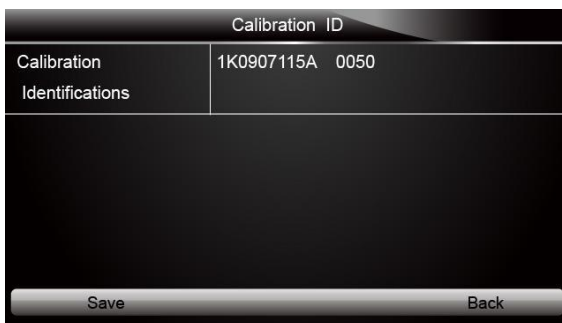 Calibration ID
Calibration 1K0907115A 0050
Identifications
Save Back